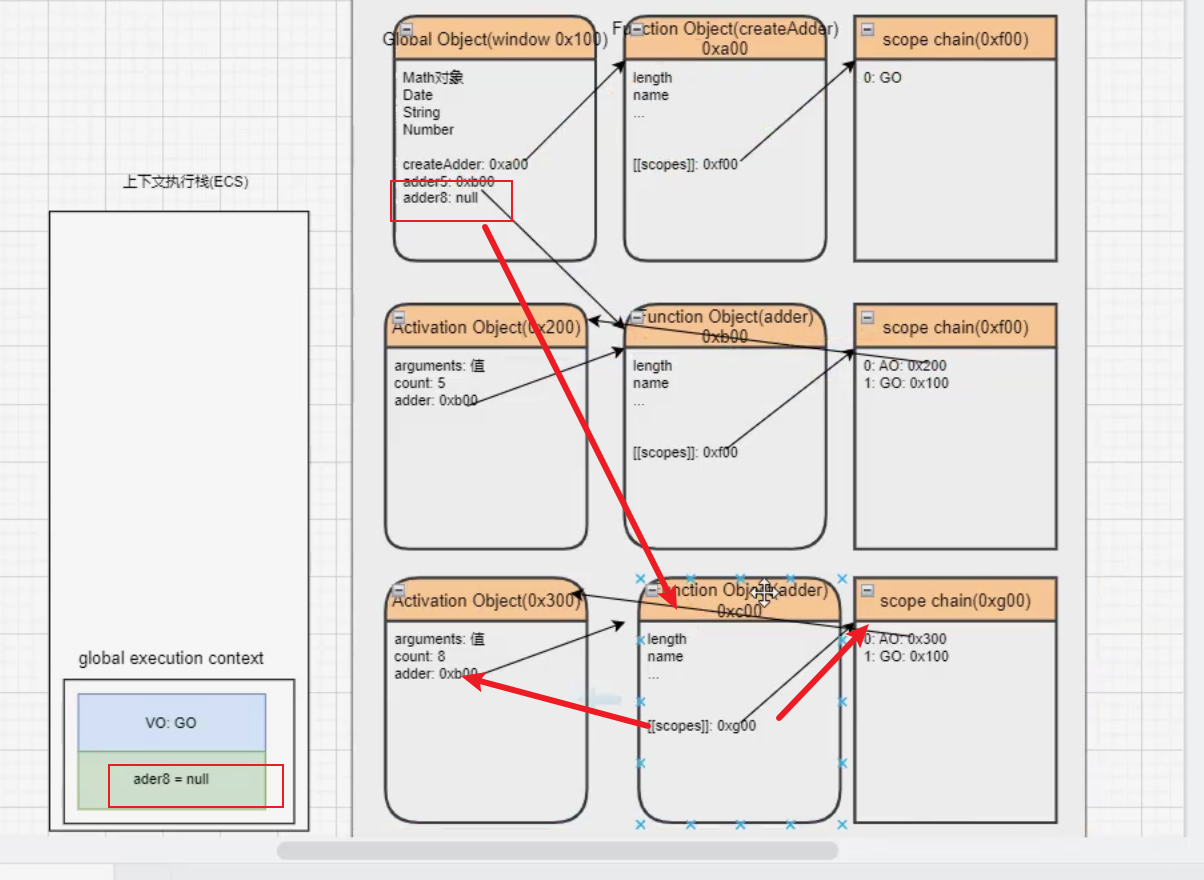 Global Object(window 0x100)
Math对象
Date
String
Number
createAdder: 0xa00
adder5: 0xb00
adder8: null
Function Object(createAdder)
0xa00
length
name
...
[[scopes]]: 0xf00
scope chain(0xf00)
0: GO
上下文执行栈(ECS)
Activation Object(0x200)
arguments: 值
count: 5
adder: 0xb00
Function Object(adder)
0xb00
length
name
...
[[scopes]]: 0xf00
scope chain(0xf00)
0: AO: 0x200
1: GO: 0x100
Activation Object(0x300)
arguments: 值
count: 8
adder: 0xb00
Function Object(adder)
0xc00
length
name
...
[[scopes]]: 0xg00
scope chain(0xg00)
0: AO: 0x300
1: GO: 0x100
global execution context
VO: GO
ader8 = null